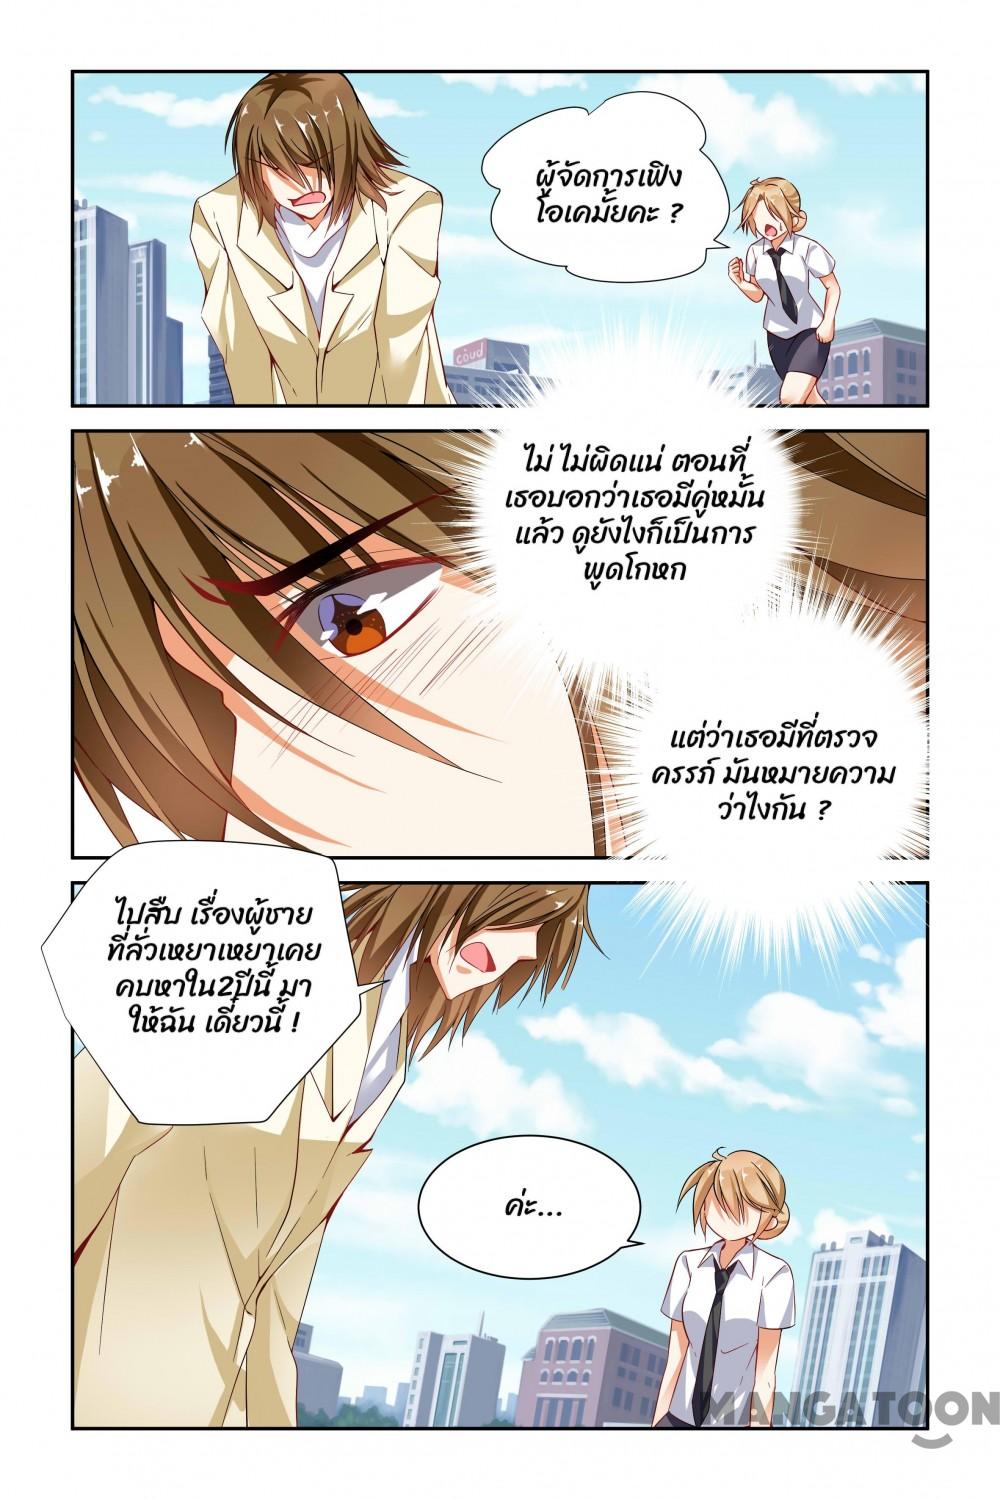 ผู้จัดการเฟิง
โอเคมั้ยคะ ?
cloud
ไม่ ไม่ผิดแน่ ตอนที่
เธอบอกว่าเธอมีคู่หมั้น
แล้ว ดูยังไงก็เป็นการ
พูดโกหก
แต่ว่าเธอมีที่ตรวจ
ครรภ์ มันหมายความ
ว่าไงกัน ?
ไปสืบ เรื่องผู้ชาย
ที่ลั่วเหยาเหยาเคย
คบหาใน2ปีนี้ มา
ให้ฉัน เดี๋ยวนี้ !
ค่ะ...
MANGATOON